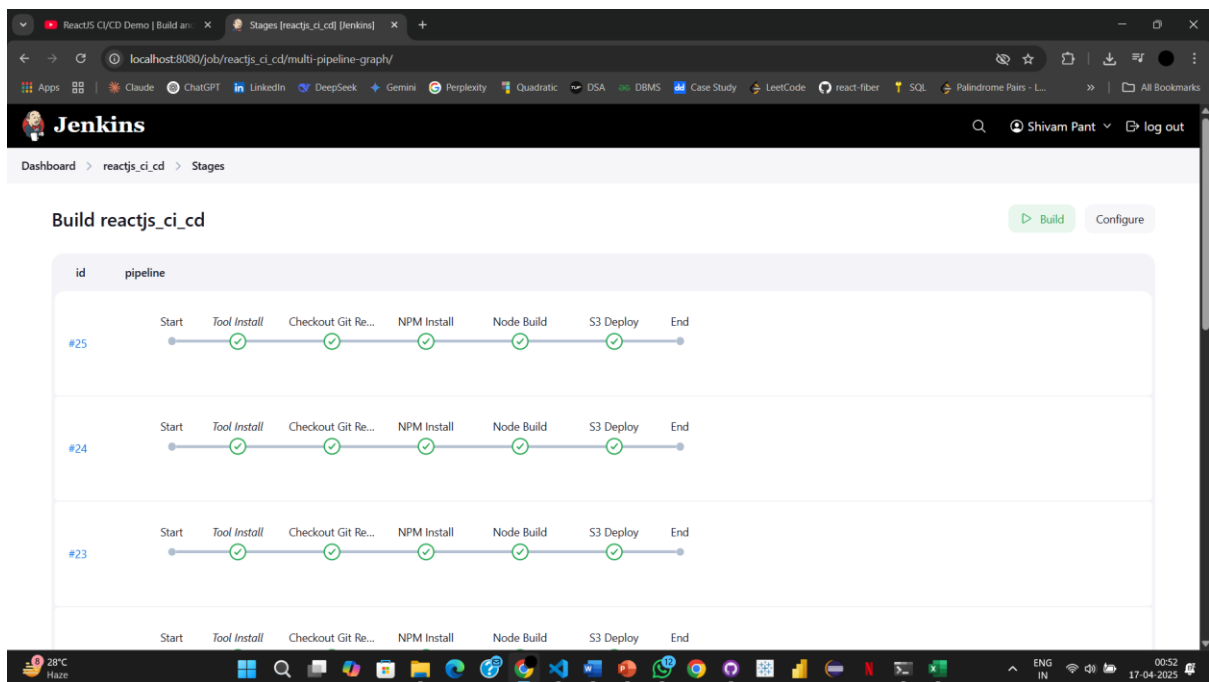 ReactJS CI/CD Demo | Build and
Stages [reactjs_ci_cd] [Jenkins]
localhost:8080/job/reactjs_ci_cd/multi-pipeline-graph/
Apps Claude ChatGPT LinkedIn DeepSeek Gemini Perplexity Quadratic DSA DBMS Case Study LeetCode react-fiber SQL Palindrome Pairs - L... » All Bookmarks
Jenkins Shivam Pant log out
Dashboard > reactjs_ci_cd > Stages
Build reactjs_ci_cd Build Configure
id pipeline
Start Tool Install Checkout Git Re... NPM Install Node Build S3 Deploy End
#25
Start Tool Install Checkout Git Re... NPM Install Node Build S3 Deploy End
#24
Start Tool Install Checkout Git Re... NPM Install Node Build S3 Deploy End
#23
Start Tool Install Checkout Git Re... NPM Install Node Build S3 Deploy End
8 28°C
Haze
12
ENG
IN
00:52
17-04-2025